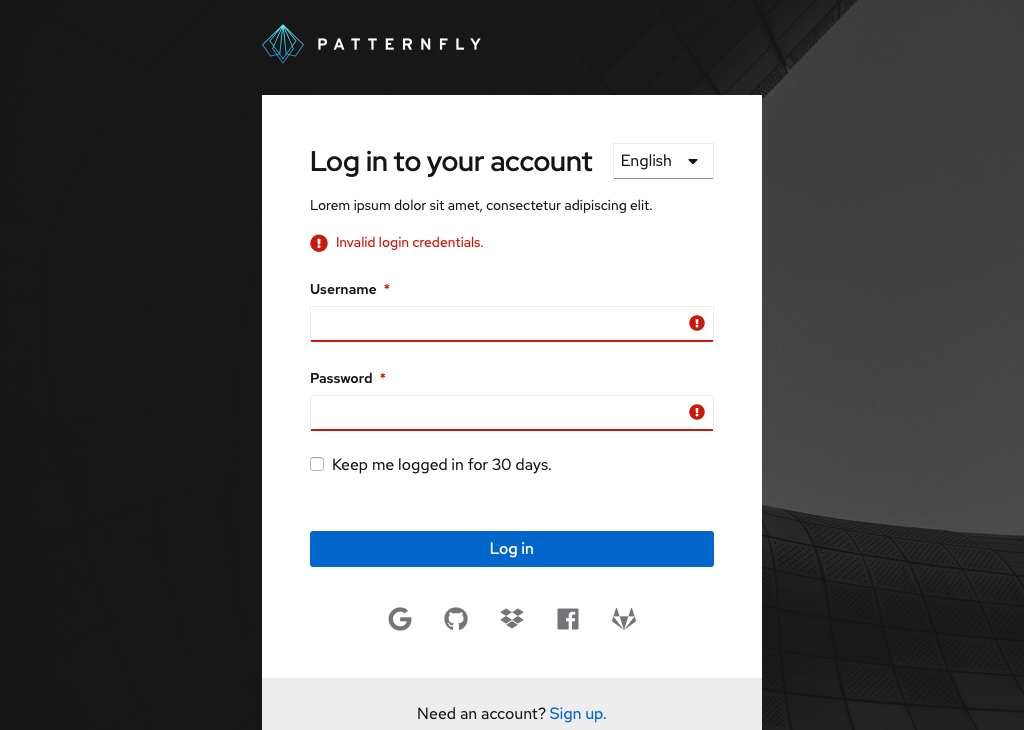 PATTERNFLY
Log in to your account
English
Lorem ipsum dolor sit amet, consectetur adipiscing elit.
Invalid login credentials.
Username *
Password *
Keep me logged in for 30 days.
Log in
Need an account? Sign up.